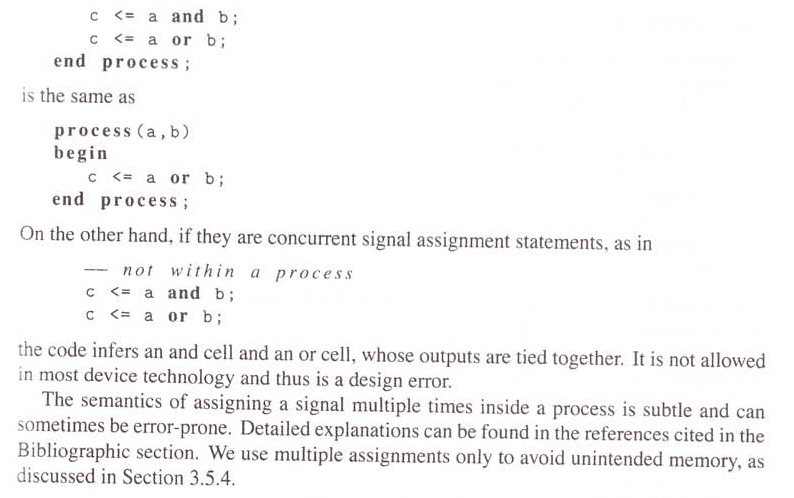 c <= a and b;
c <= a or b;
end process;
is the same as
process(a,b)
begin
c <= a or b;
end process;
On the other hand, if they are concurrent signal assignment statements, as in
-- not within a process
c <= a and b;
c <= a or b;
the code infers an and cell and an or cell, whose outputs are tied together. It is not allowed
in most device technology and thus is a design error.
The semantics of assigning a signal multiple times inside a process is subtle and can
sometimes be error-prone. Detailed explanations can be found in the references cited in the
Bibliographic section. We use multiple assignments only to avoid unintended memory, as
discussed in Section 3.5.4.